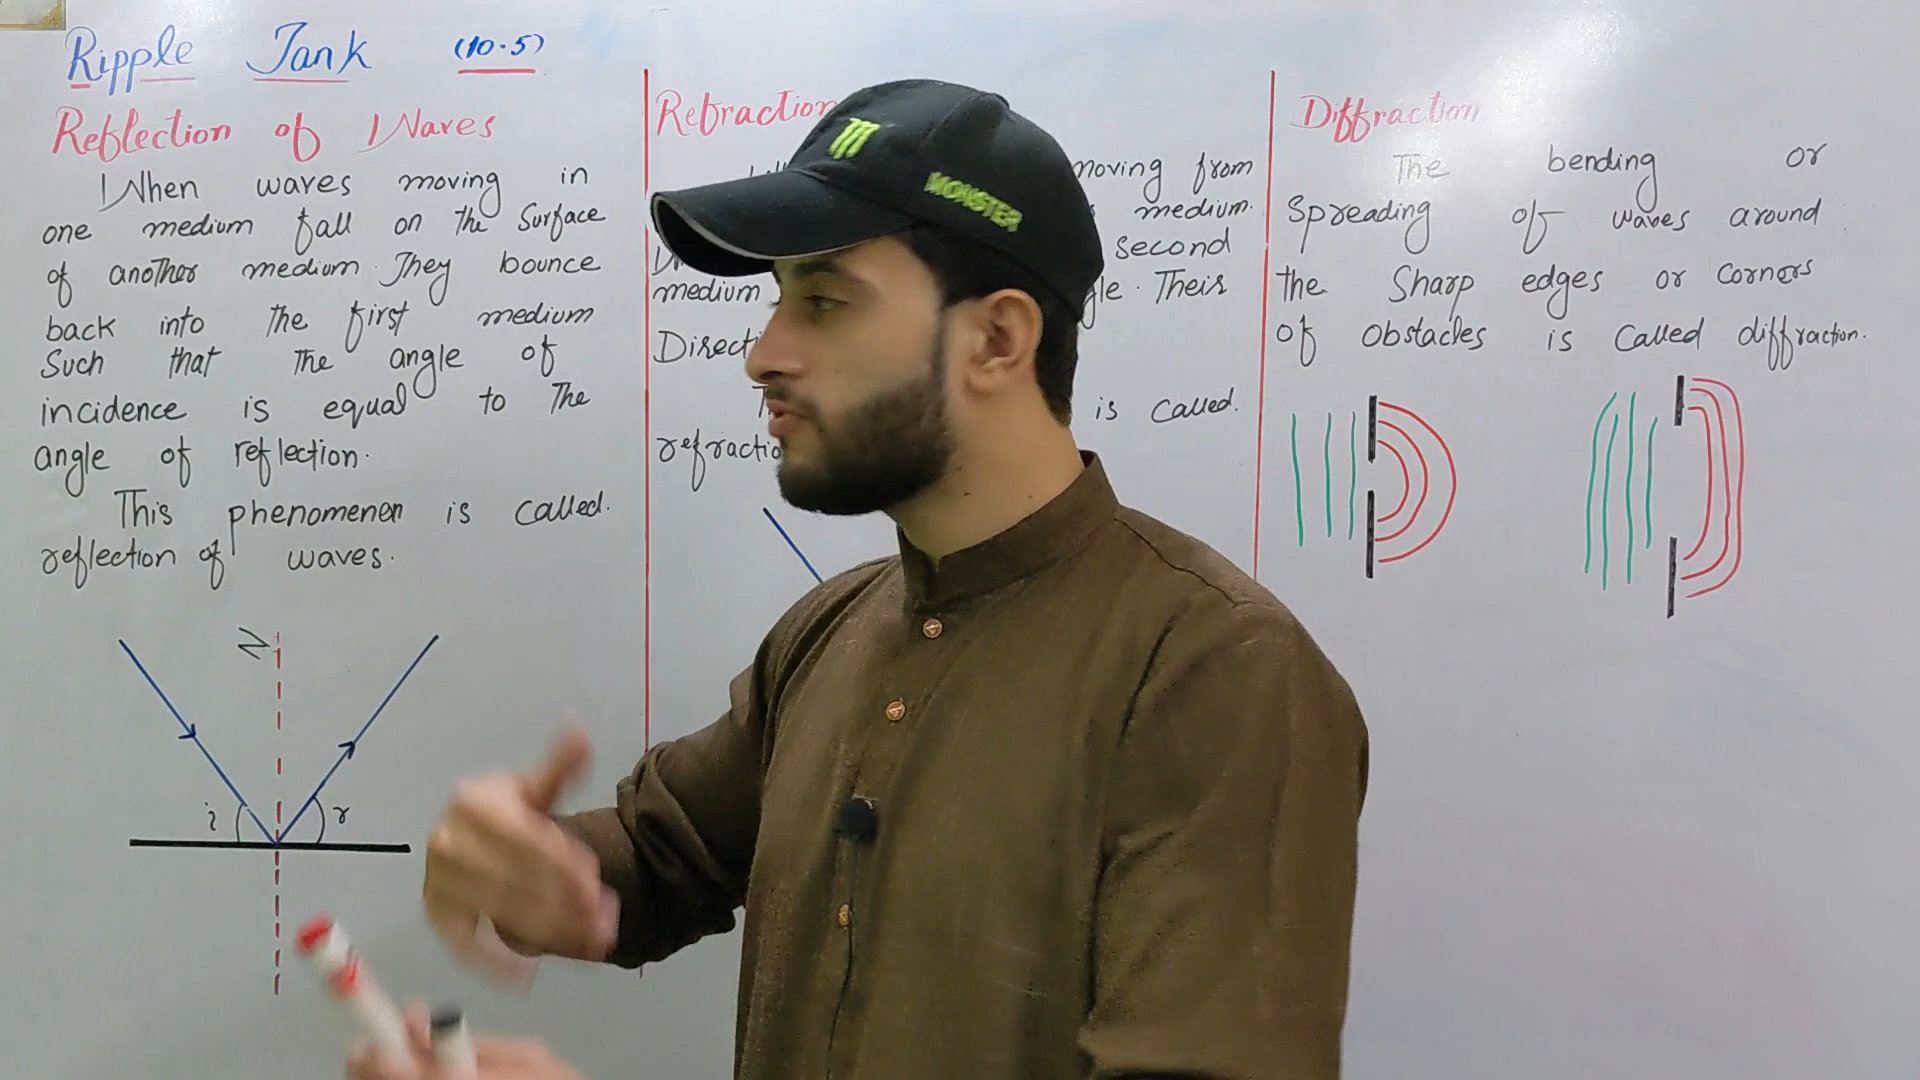 Ripple Tank (10.5)
Reflection of Waves
When waves moving in
one medium fall on the Surface
of another medium. They bounce
back into the first medium
Such that the angle of
incidence is equal to The
angle of reflection.
This phenomenen is called.
reflection of waves.
N
i r
Refraction
moving from
medium.
second
medium Their
is called.
Diffraction
The bending or
Spreading of waves around
the Sharp edges or corners
of obstacles is called diffraction.
MONSTER